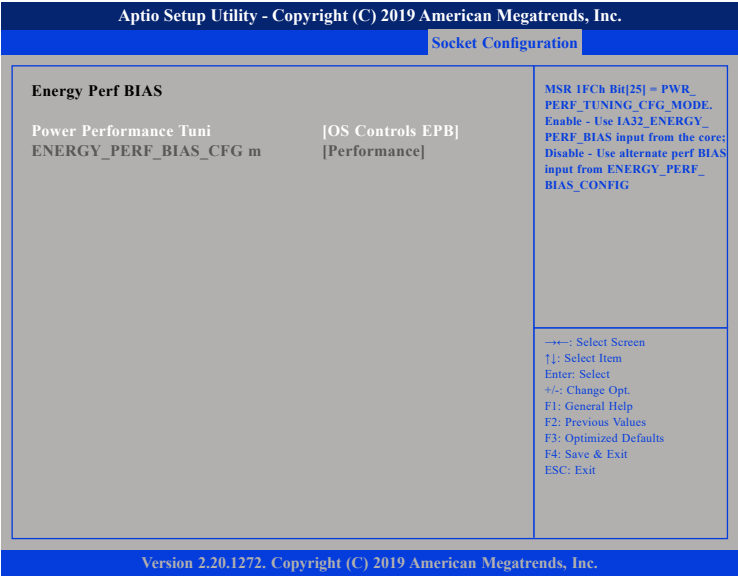 Aptio Setup Utility - Copyright (C) 2019 American Megatrends, Inc.
Socket Configuration
Energy Perf BIAS
Power Performance Tuni [OS Controls EPB]
ENERGY_PERF_BIAS_CFG m [Performance]
MSR 1FCh Bit[25] = PWR_
PERF_TUNING_CFG_MODE.
Enable - Use IA32_ENERGY_
PERF_BIAS input from the core;
Disable - Use alternate perf BIAS
input from ENERGY_PERF_
BIAS_CONFIG
→←: Select Screen
↑↓: Select Item
Enter: Select
+/-: Change Opt.
F1: General Help
F2: Previous Values
F3: Optimized Defaults
F4: Save & Exit
ESC: Exit
Version 2.20.1272. Copyright (C) 2019 American Megatrends, Inc.